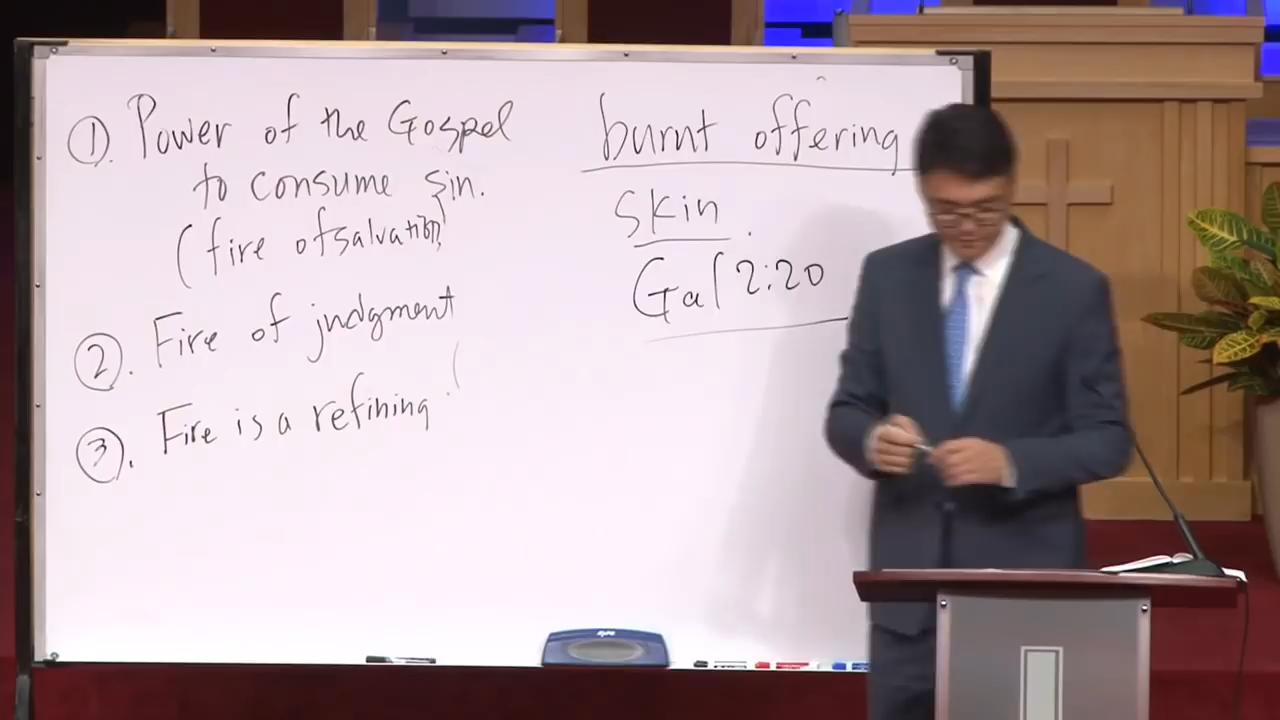 ① Power of the Gospel
to consume sin.
(fire of salvation)
② Fire of judgment
③ Fire is a refining
burnt offering
Skin
Gal 2:20